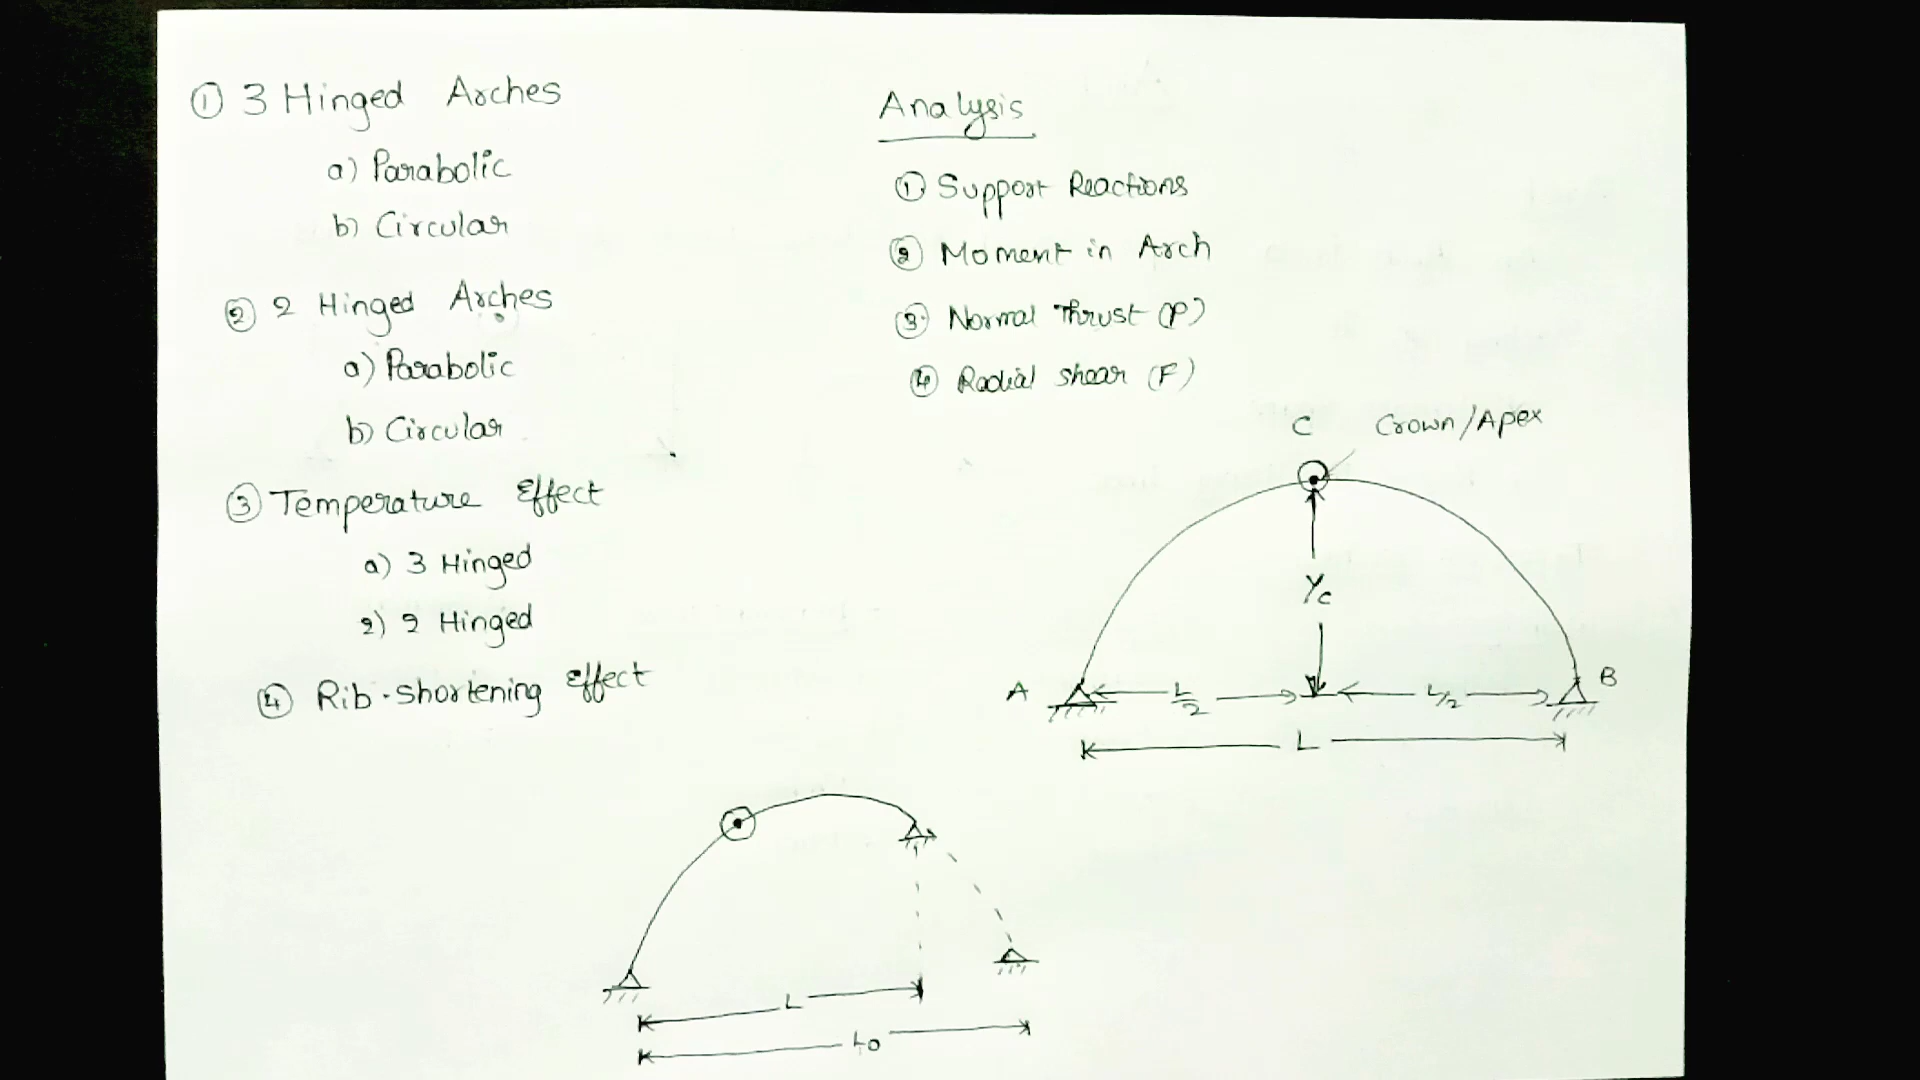 ① 3 Hinged Arches
a) Parabolic
b) Circular
② 2 Hinged Arches
a) Parabolic
b) Circular
③ Temperature Effect
a) 3 Hinged
2) 2 Hinged
④ Rib-shortening Effect
Analysis
① Support Reactions
② Moment in Arch
③ Normal Thrust (P)
④ Radial shear (F)
C Crown/Apex
Yc
A L/2 L/2 B
L
L
L0